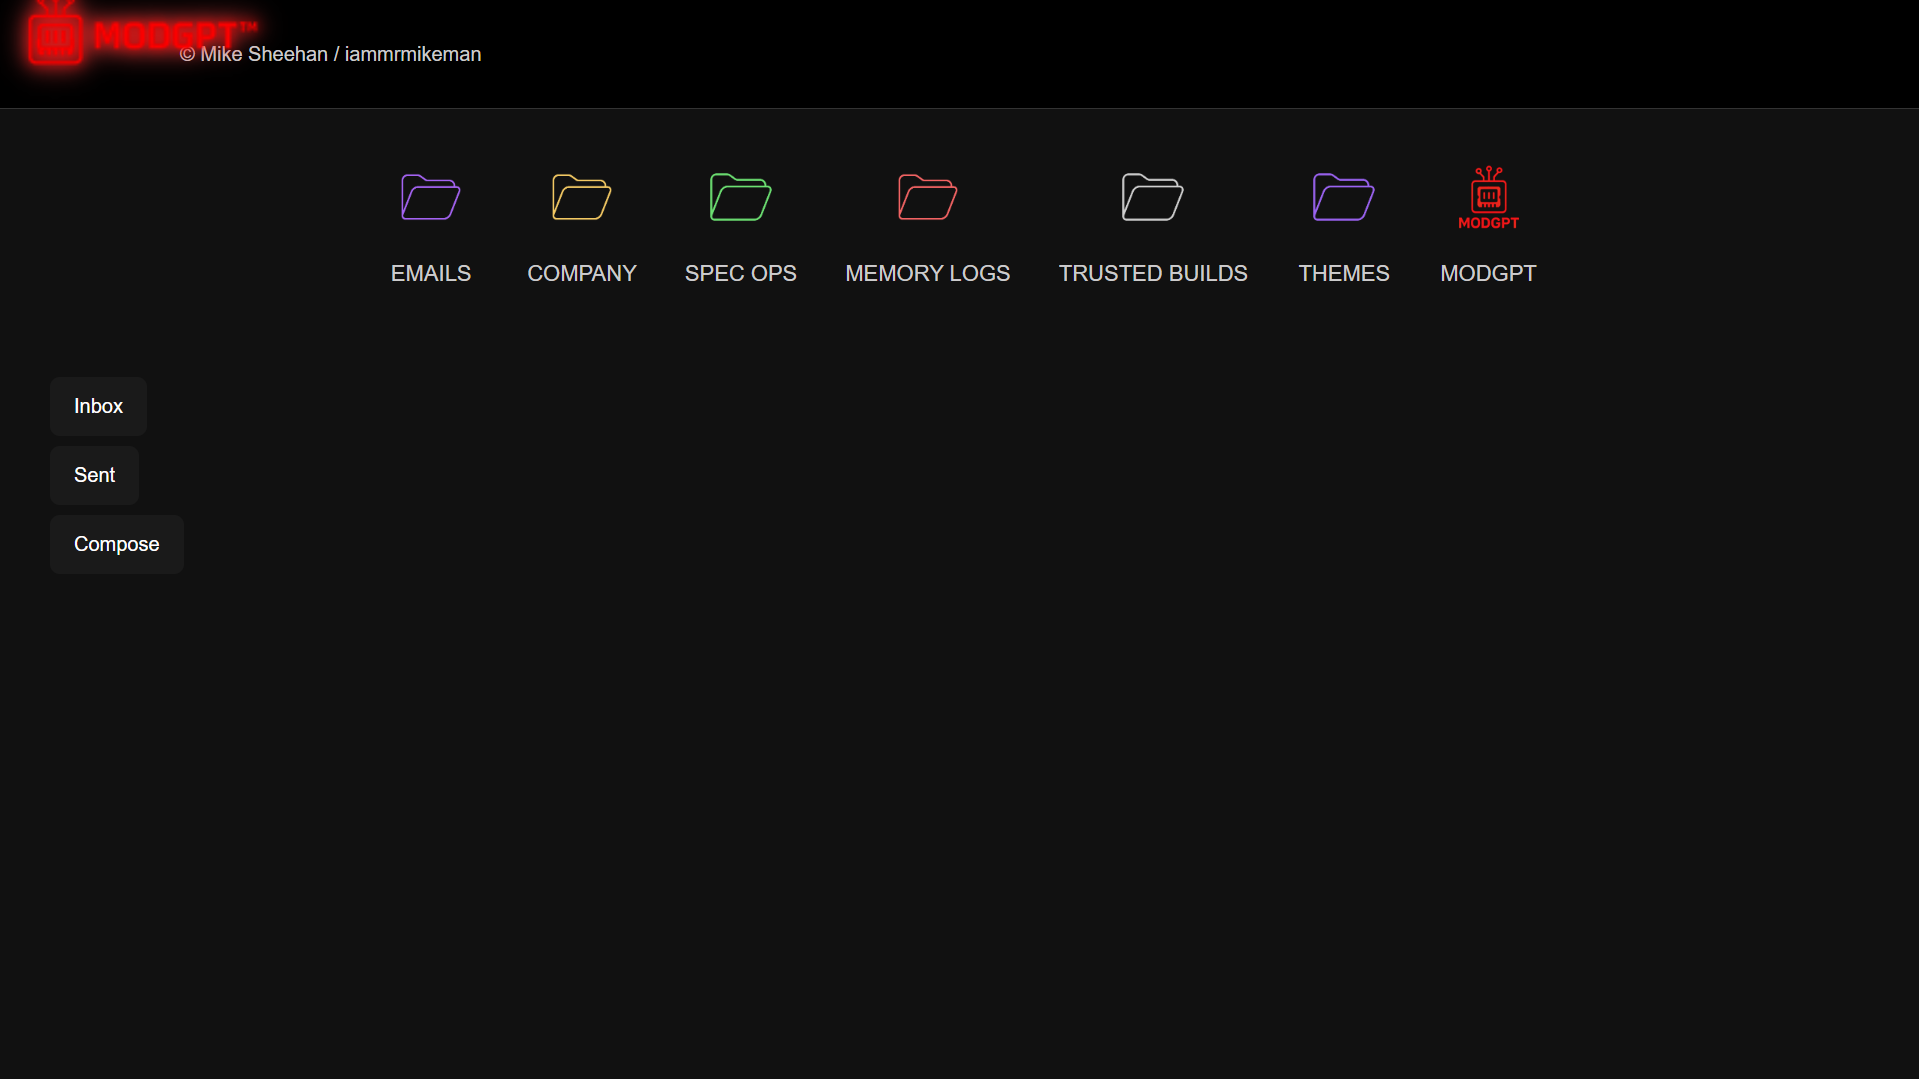 MODGPT™
© Mike Sheehan / iammrmikeman
MODGPT
EMAILS
COMPANY
SPEC OPS
MEMORY LOGS
TRUSTED BUILDS
THEMES
MODGPT
Inbox
Sent
Compose